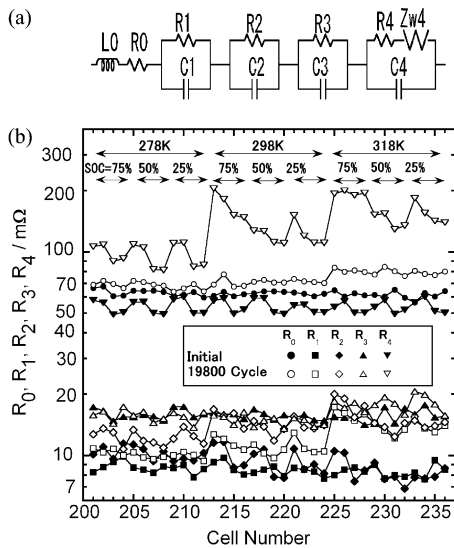 (a)
L0 R0 R1 R2 R3 R4 Zw4
C1 C2 C3 C4
(b)
278K 298K 318K
SOC=75% 50% 25% 75% 50% 25% 75% 50% 25%
R0, R1, R2, R3, R4 / mΩ
300
200
100
70
50
40
30
20
10
7
R0 R1 R2 R3 R4
Initial
19800 Cycle
201 205 210 215 220 225 230 235
Cell Number